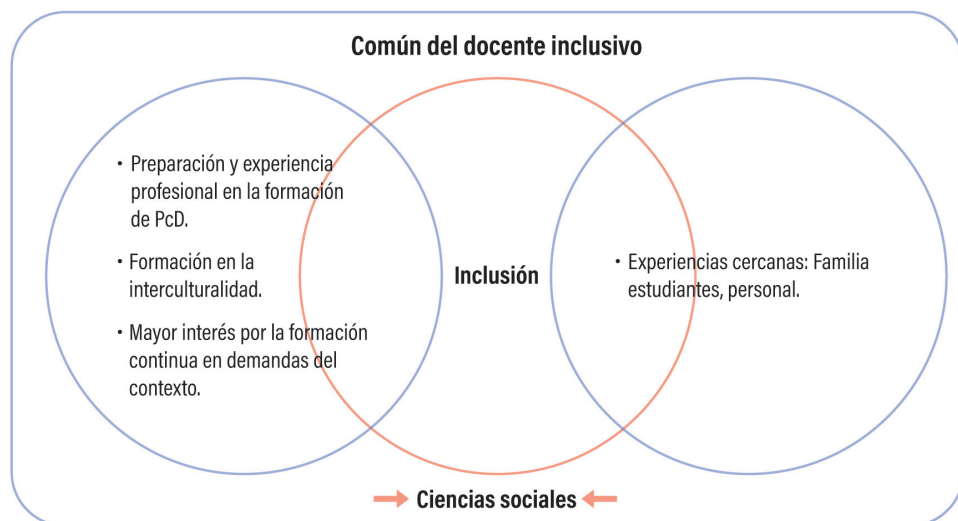 Común del docente inclusivo
• Preparación y experiencia
profesional en la formación
de PcD.
• Formación en la
interculturalidad.
• Mayor interés por la formación
continua en demandas del
contexto.
Inclusión
• Experiencias cercanas: Familia
estudiantes, personal.
Ciencias sociales